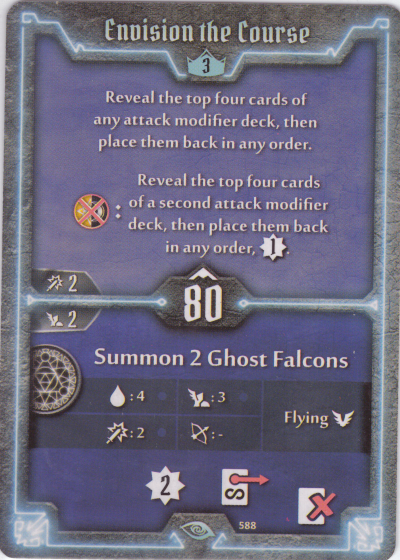 Envision the Course
3
Reveal the top four cards of
any attack modifier deck, then
place them back in any order.
: Reveal the top four cards
of a second attack modifier
deck, then place them back
in any order, 1.
2
80
2
Summon 2 Ghost Falcons
:4 :3
Flying
:2 :-
2 S X
588